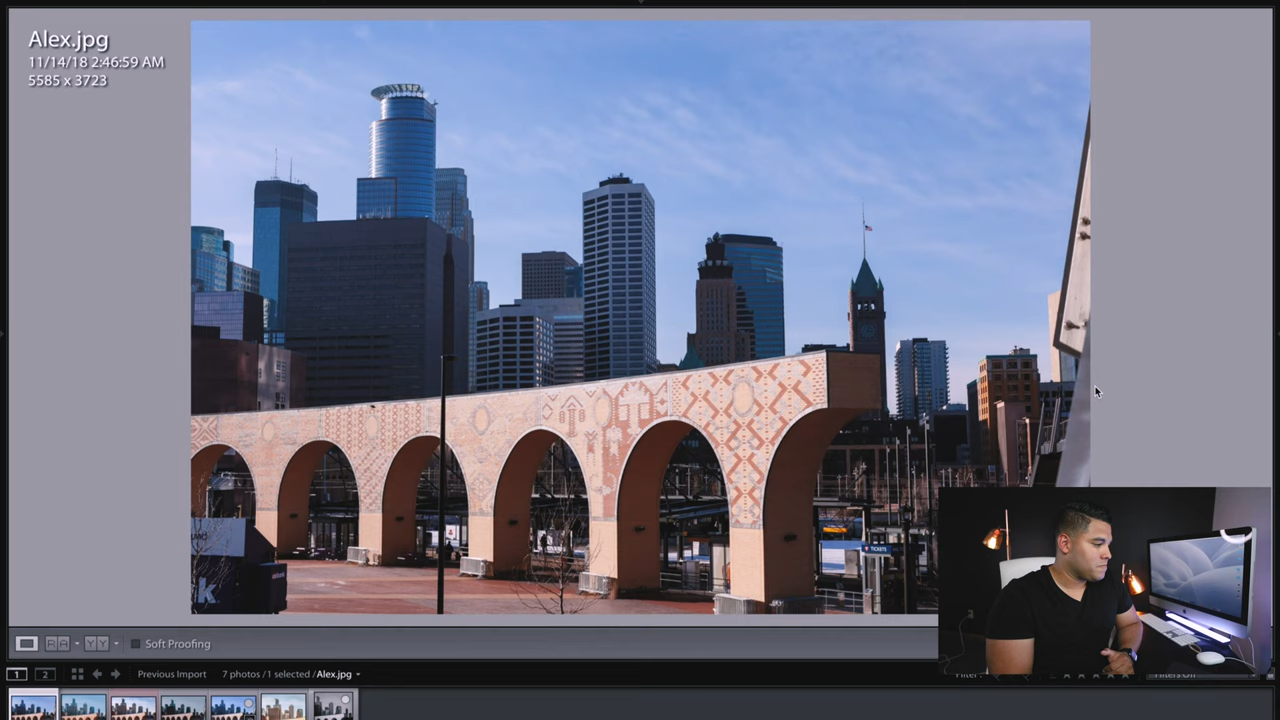 Alex.jpg
11/14/18 2:46:59 AM
5585 x 3723
TICKETS
K
Soft Proofing
1 2 Previous Import 7 photos / 1 selected / Alex.jpg